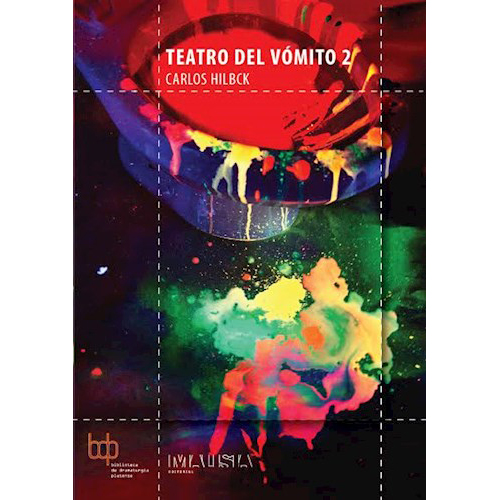 TEATRO DEL VÓMITO 2
CARLOS HILBCK
bdp
biblioteca
de dramaturgia
platense
MALISIA
EDITORIAL